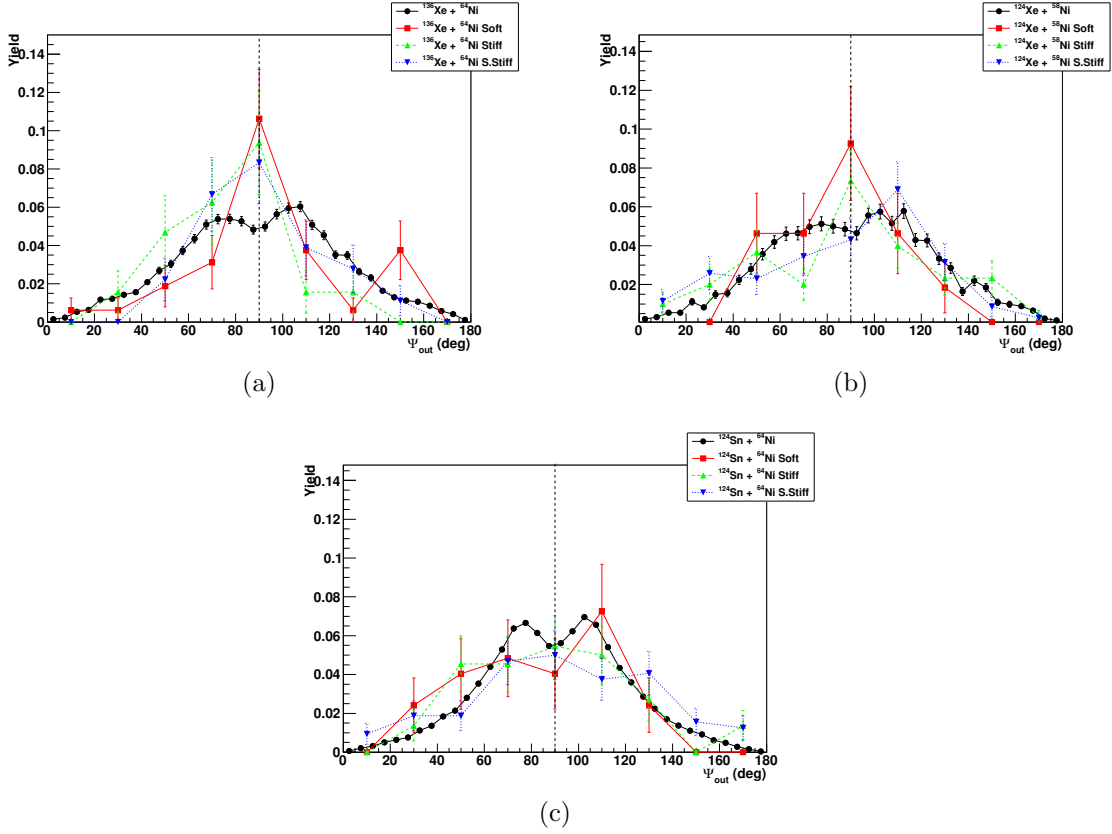 ¹³⁶Xe + ⁶⁴Ni
¹³⁶Xe + ⁶⁴Ni Soft
¹³⁶Xe + ⁶⁴Ni Stiff
¹³⁶Xe + ⁶⁴Ni S.Stiff
Yield
0.14
0.12
0.1
0.08
0.06
0.04
0.02
0
0 20 40 60 80 100 120 140 160 180
Ψout (deg)
(a)
¹²⁴Xe + ⁵⁸Ni
¹²⁴Xe + ⁵⁸Ni Soft
¹²⁴Xe + ⁵⁸Ni Stiff
¹²⁴Xe + ⁵⁸Ni S.Stiff
Yield
0.14
0.12
0.1
0.08
0.06
0.04
0.02
0
0 20 40 60 80 100 120 140 160 180
Ψout (deg)
(b)
¹²⁴Sn + ⁶⁴Ni
¹²⁴Sn + ⁶⁴Ni Soft
¹²⁴Sn + ⁶⁴Ni Stiff
¹²⁴Sn + ⁶⁴Ni S.Stiff
Yield
0.14
0.12
0.1
0.08
0.06
0.04
0.02
0
0 20 40 60 80 100 120 140 160 180
Ψout (deg)
(c)